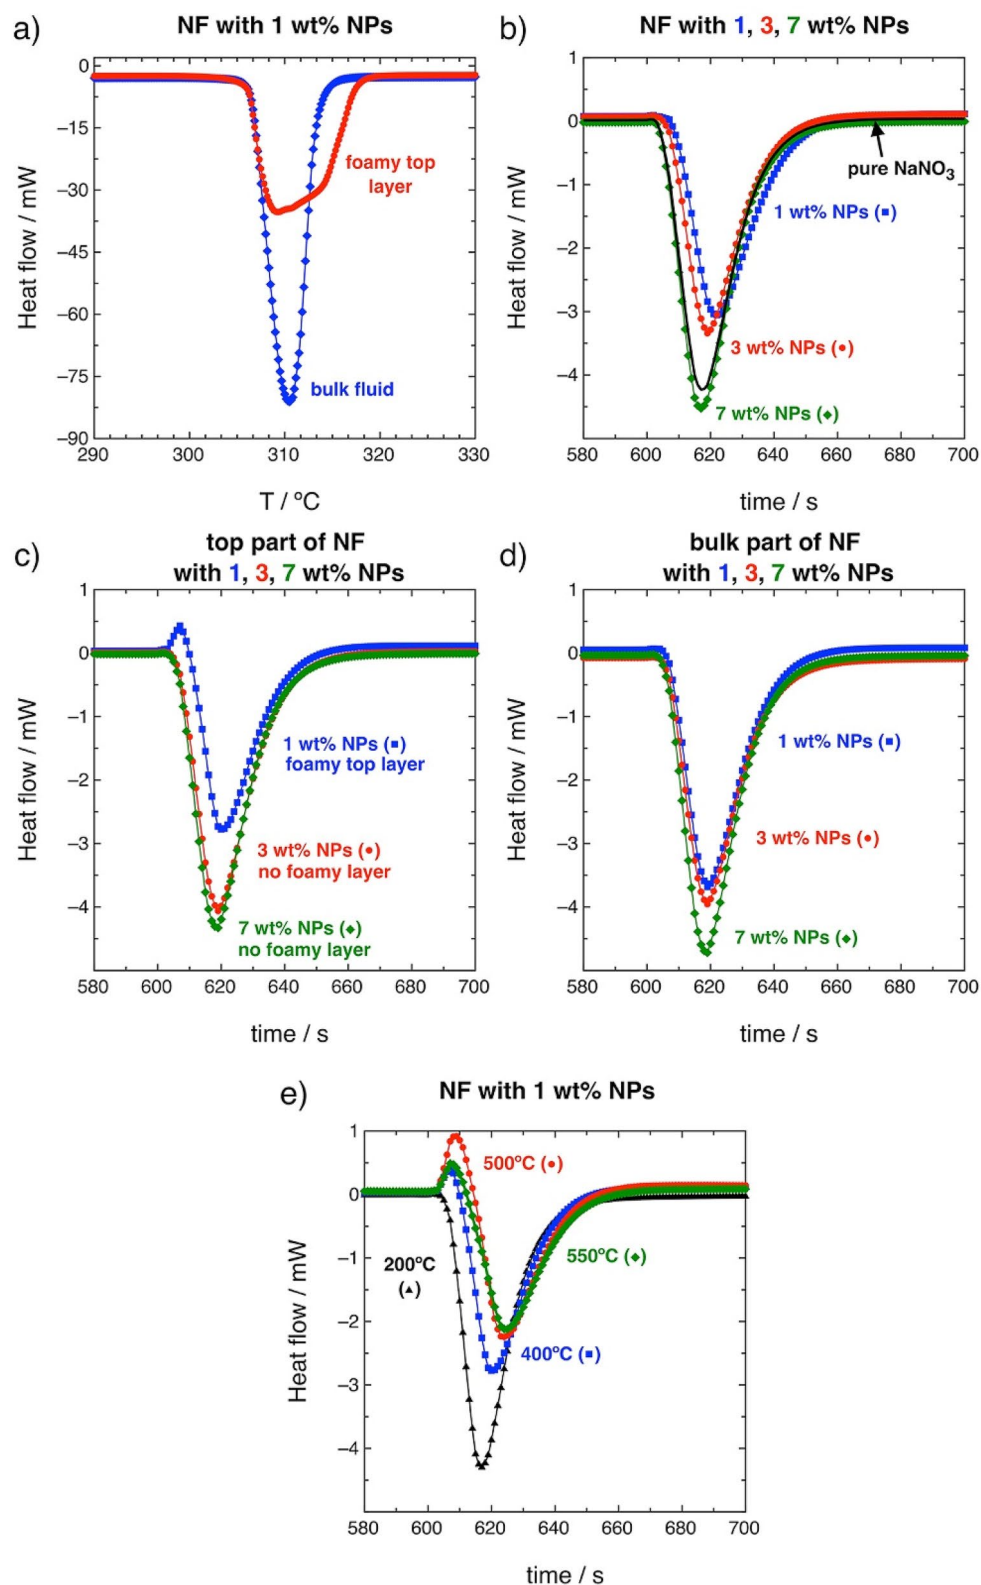 a)
NF with 1 wt% NPs
0
−15
−30
−45
−60
−75
−90
Heat flow / mW
foamy top
layer
bulk fluid
290
300
310
320
330
T / ºC
b)
NF with 1, 3, 7 wt% NPs
1
0
−1
−2
−3
−4
Heat flow / mW
pure NaNO₃
1 wt% NPs (■)
3 wt% NPs (●)
7 wt% NPs (◆)
580
600
620
640
660
680
700
time / s
c)
top part of NF
with 1, 3, 7 wt% NPs
1
0
−1
−2
−3
−4
Heat flow / mW
1 wt% NPs (■)
foamy top layer
3 wt% NPs (●)
no foamy layer
7 wt% NPs (◆)
no foamy layer
580
600
620
640
660
680
700
time / s
d)
bulk part of NF
with 1, 3, 7 wt% NPs
1
0
−1
−2
−3
−4
Heat flow / mW
1 wt% NPs (■)
3 wt% NPs (●)
7 wt% NPs (◆)
580
600
620
640
660
680
700
time / s
e)
NF with 1 wt% NPs
1
0
−1
−2
−3
−4
Heat flow / mW
500ºC (●)
200ºC
(▲)
550ºC (◆)
400ºC (■)
580
600
620
640
660
680
700
time / s